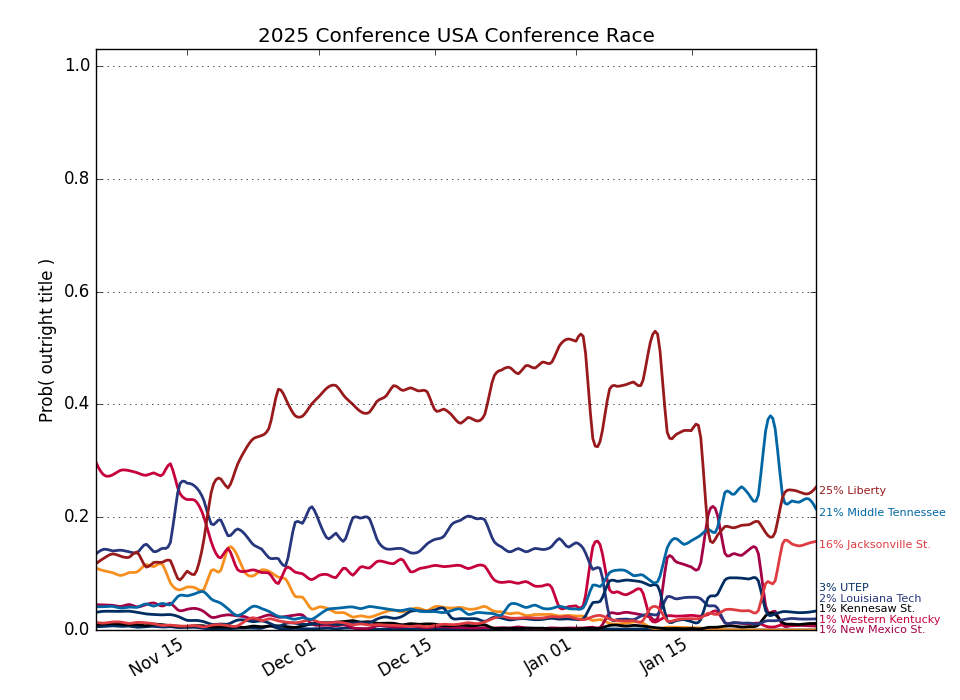 2025 Conference USA Conference Race
Prob( outright title )
1.0
0.8
0.6
0.4
0.2
0.0
Nov 15
Dec 01
Dec 15
Jan 01
Jan 15
25% Liberty
21% Middle Tennessee
16% Jacksonville St.
3% UTEP
2% Louisiana Tech
1% Kennesaw St.
1% Western Kentucky
1% New Mexico St.